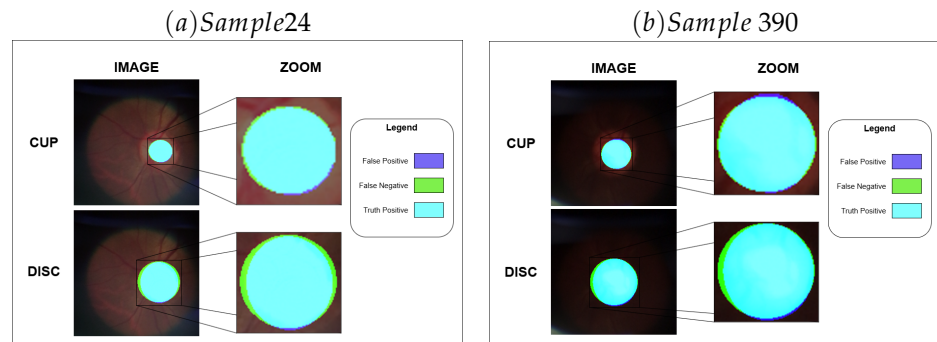 (a)Sample24
IMAGE ZOOM
CUP
Legend
False Positive
False Negative
Truth Positive
DISC
(b)Sample 390
IMAGE ZOOM
CUP
Legend
False Positive
False Negative
Truth Positive
DISC